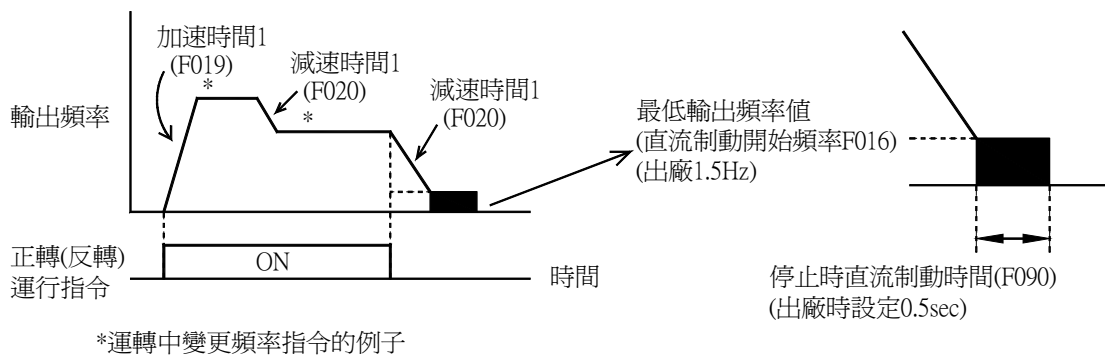 加速時間1
(F019)
*
減速時間1
(F020)
*
減速時間1
(F020)
輸出頻率
最低輸出頻率值
(直流制動開始頻率F016)
(出廠1.5Hz)
正轉(反轉)
運行指令
ON
時間
停止時直流制動時間(F090)
(出廠時設定0.5sec)
*運轉中變更頻率指令的例子